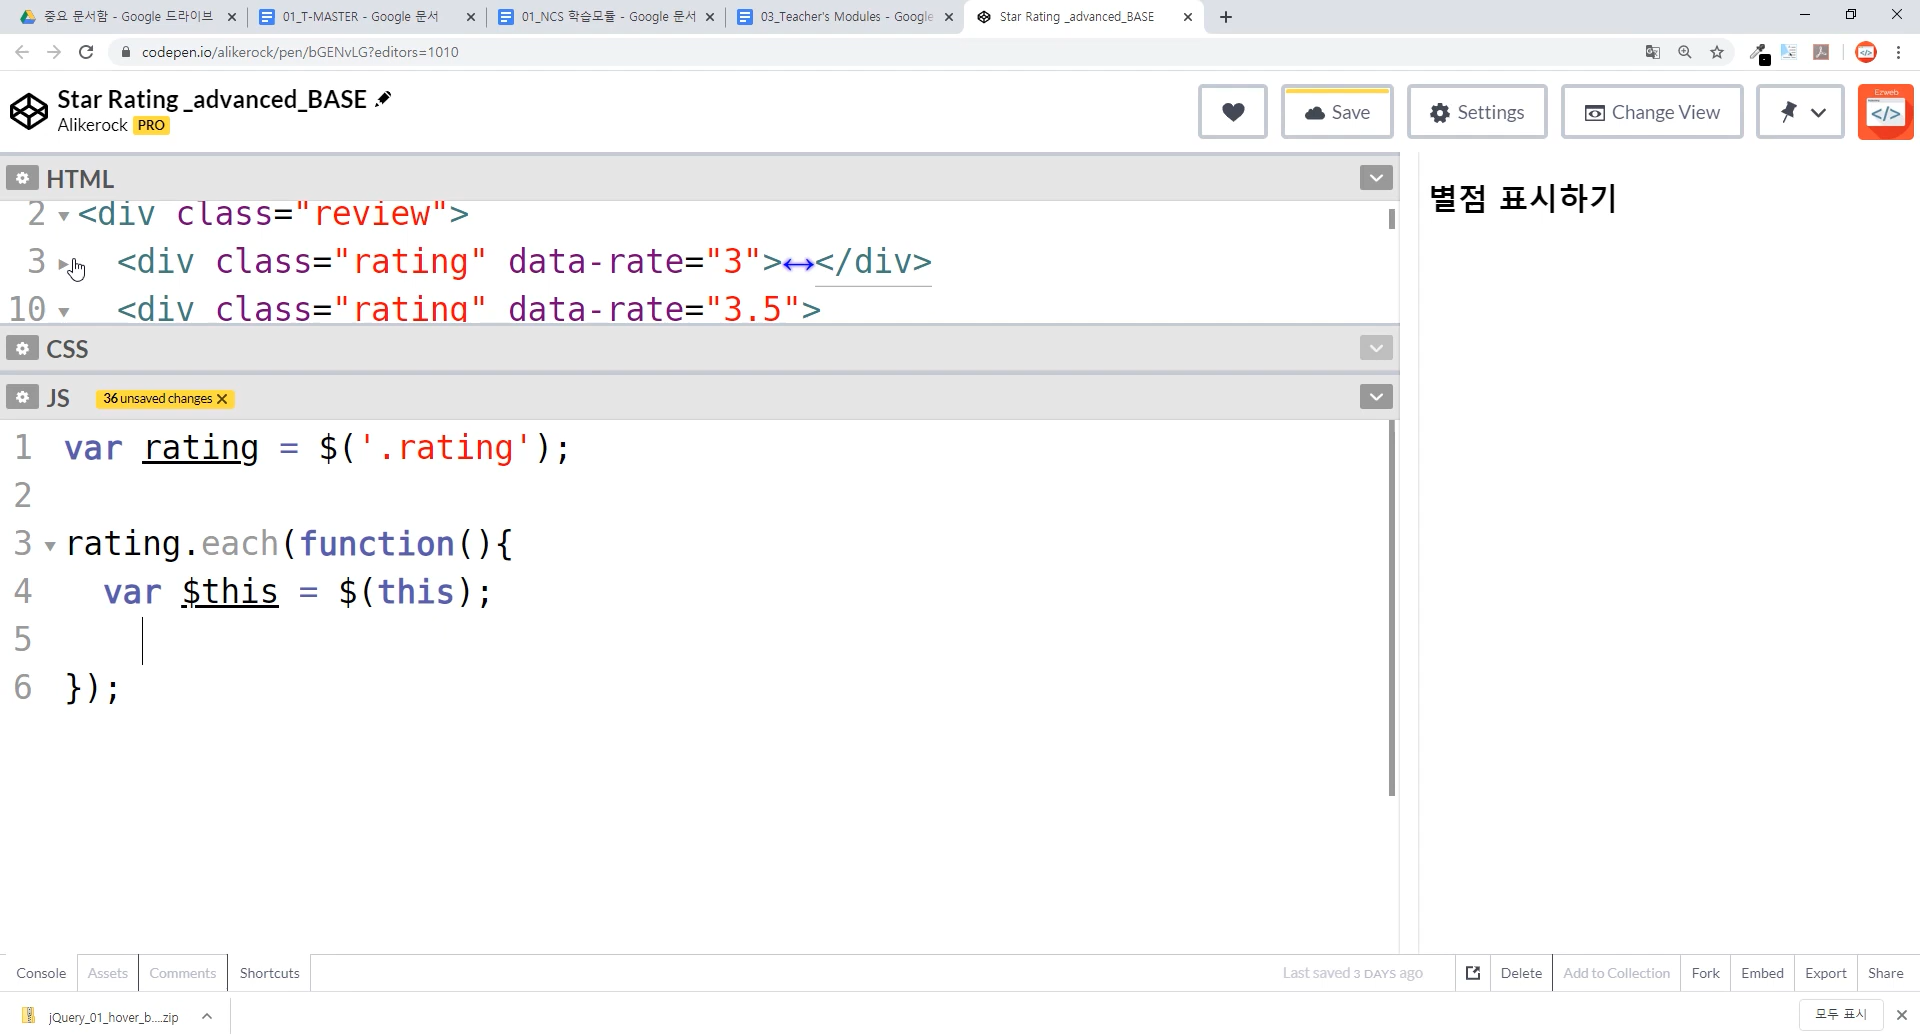 중요 문서함 - Google 드라이브
01_T-MASTER - Google 문서
01_NCS 학습모듈 - Google 문서
03_Teacher's Modules - Google
Star Rating _advanced_BASE
codepen.io/alikerock/pen/bGENvLG?editors=1010
Star Rating _advanced_BASE
Alikerock PRO
Save
Settings
Change View
Ezweb
</>
HTML
2 <div class="review">
3 <div class="rating" data-rate="3">↔</div>
10 <div class="rating" data-rate="3.5">
별점 표시하기
CSS
JS 36 unsaved changes
1 var rating = $('.rating');
2
3 rating.each(function(){
4 var $this = $(this);
5
6 });
Console Assets Comments Shortcuts Last saved 3 DAYS ago Delete Add to Collection Fork Embed Export Share
jQuery_01_hover_b....zip
모두 표시